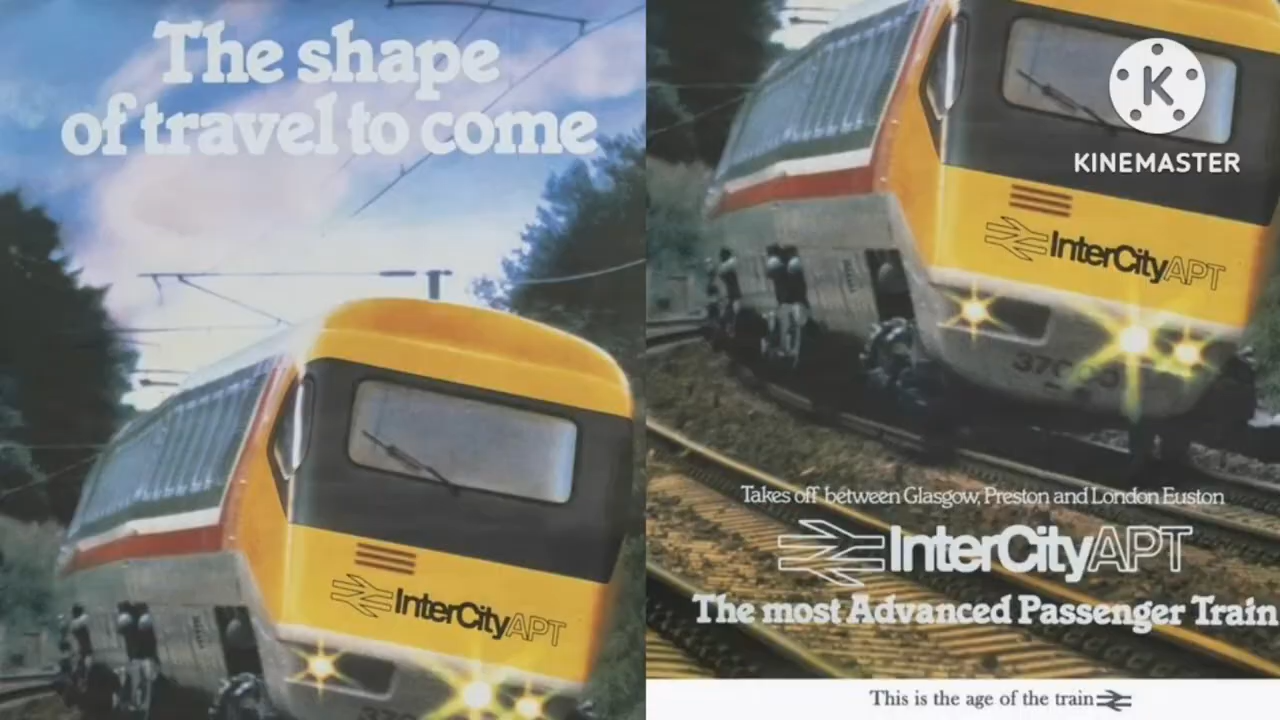 The shape
of travel to come
InterCityAPT
KINEMASTER
InterCityAPT
Takes off between Glasgow, Preston and London Euston
InterCityAPT
The most Advanced Passenger Train
This is the age of the train